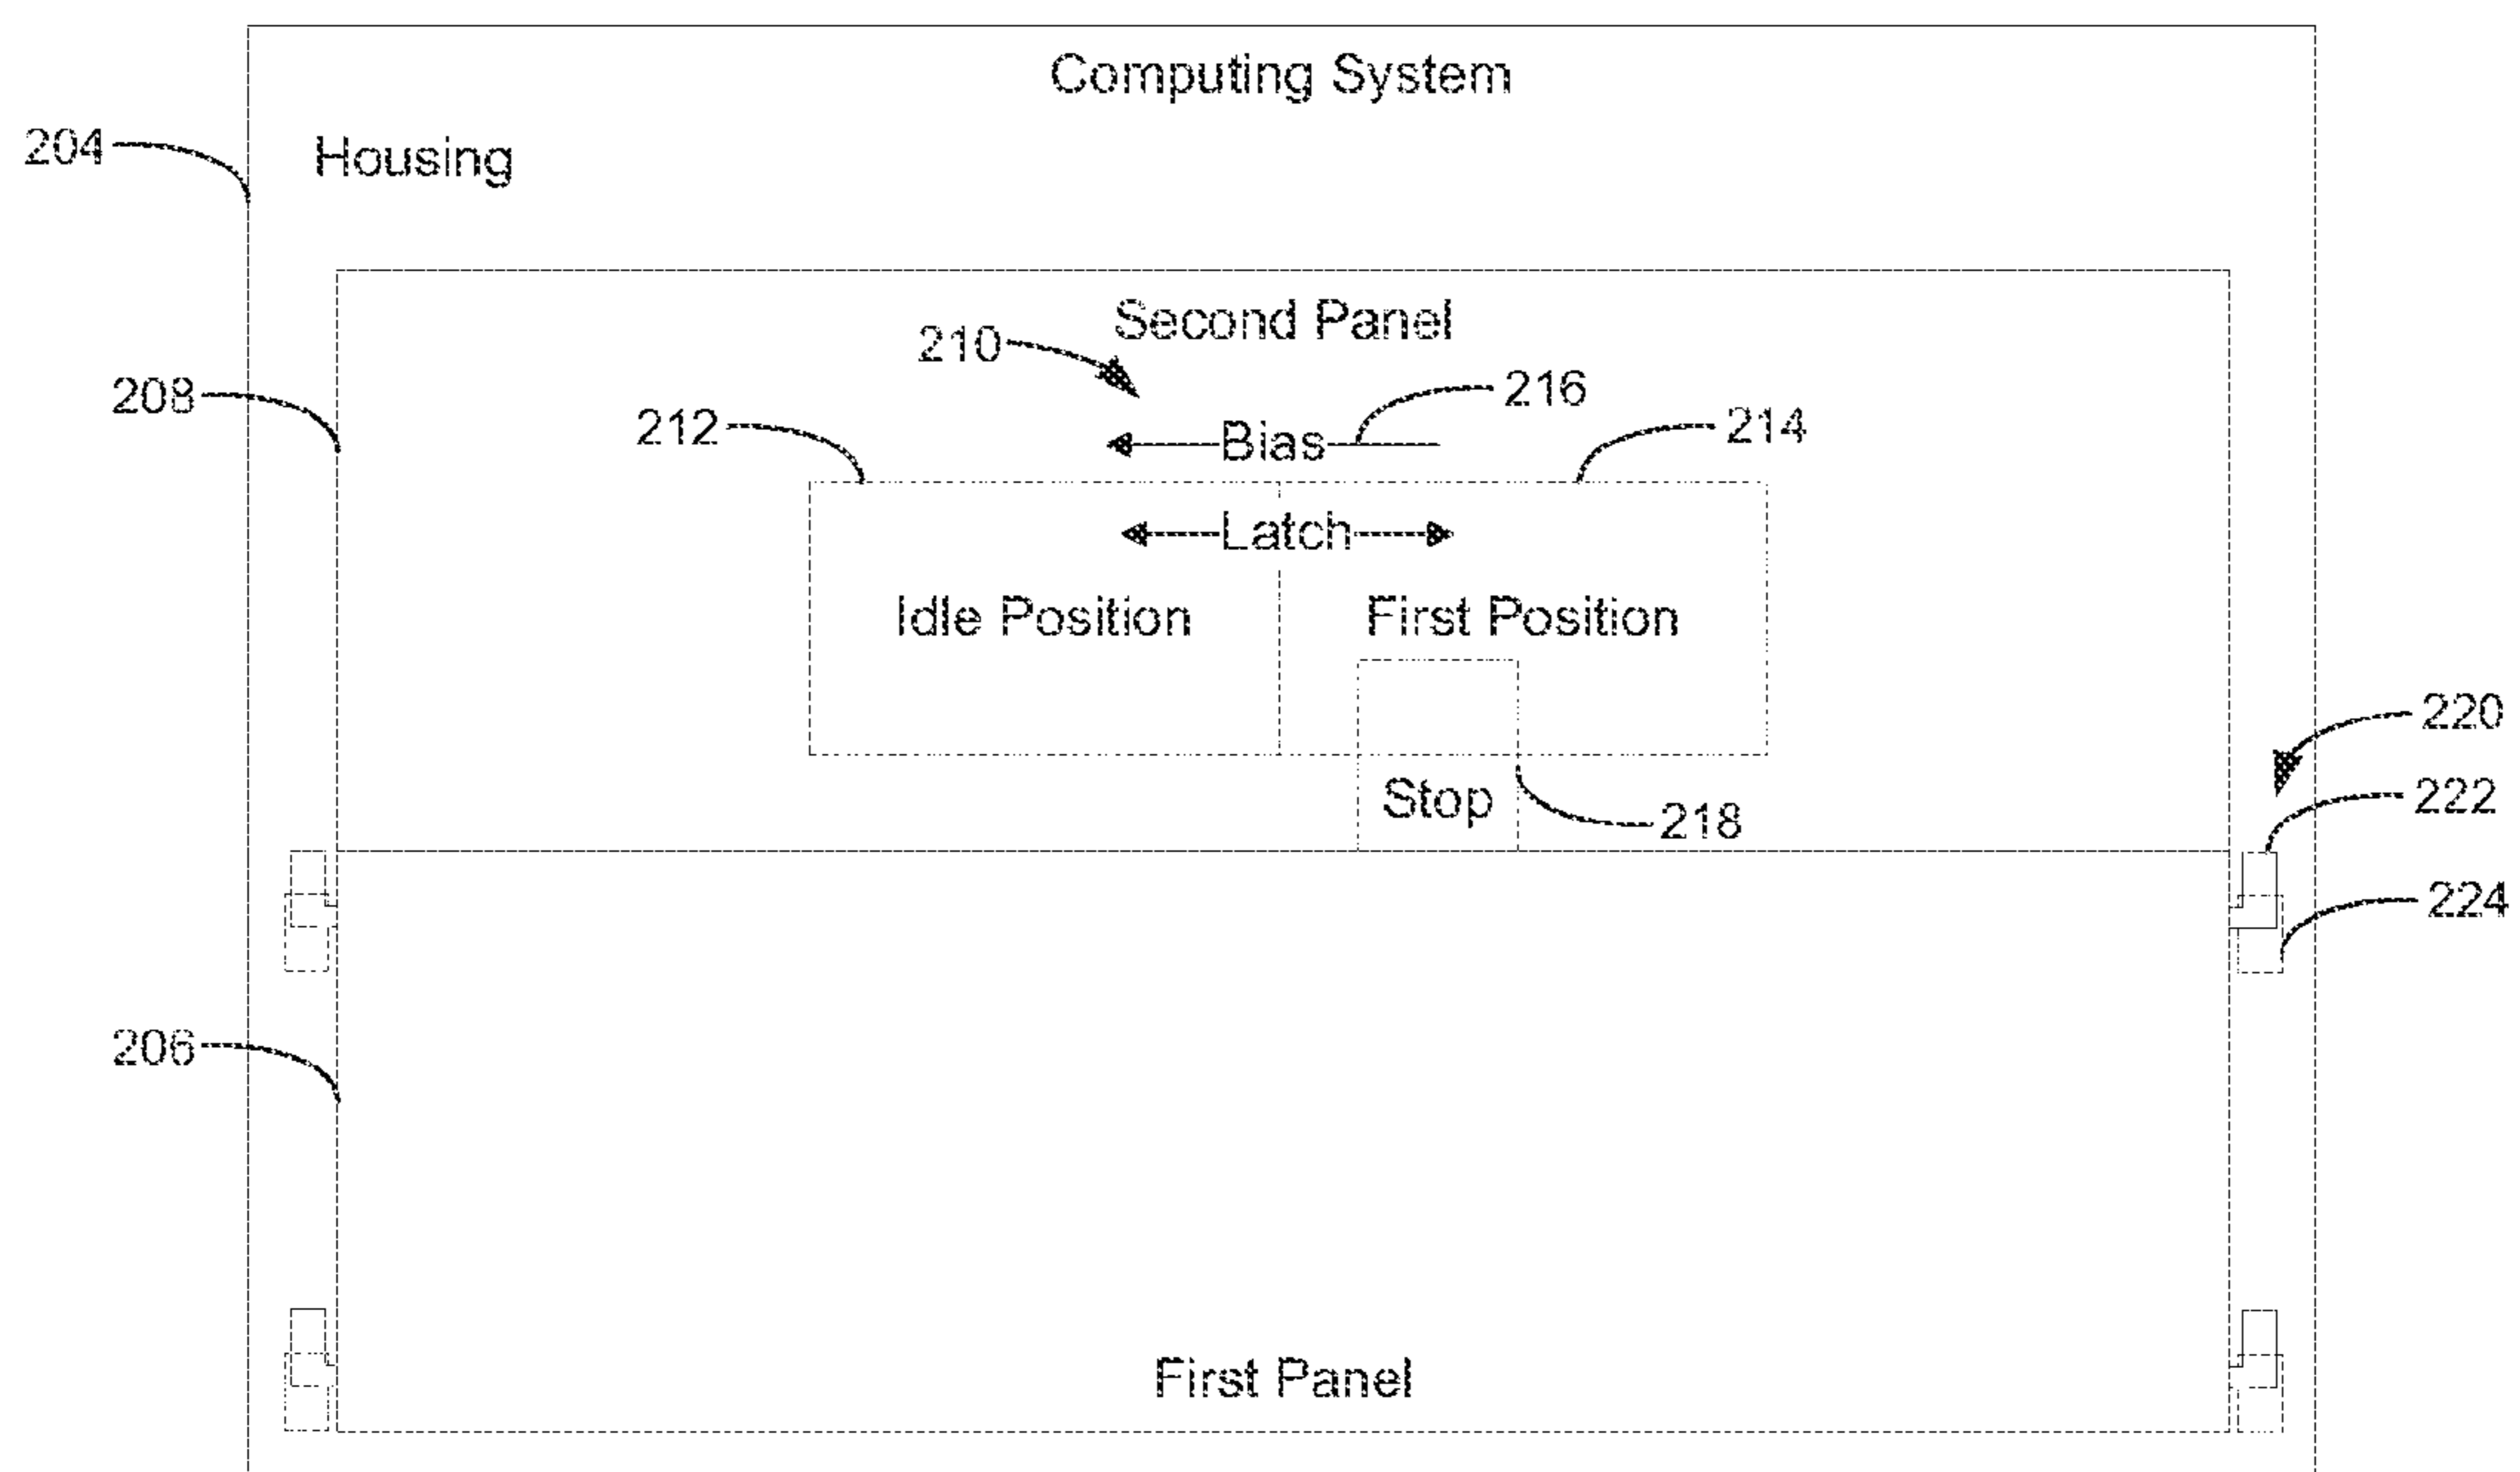 Computing System
204
Housing
Second Panel
210
208
216
212
Bias
214
Latch
Idle Position
First Position
220
Stop
222
218
224
206
First Panel